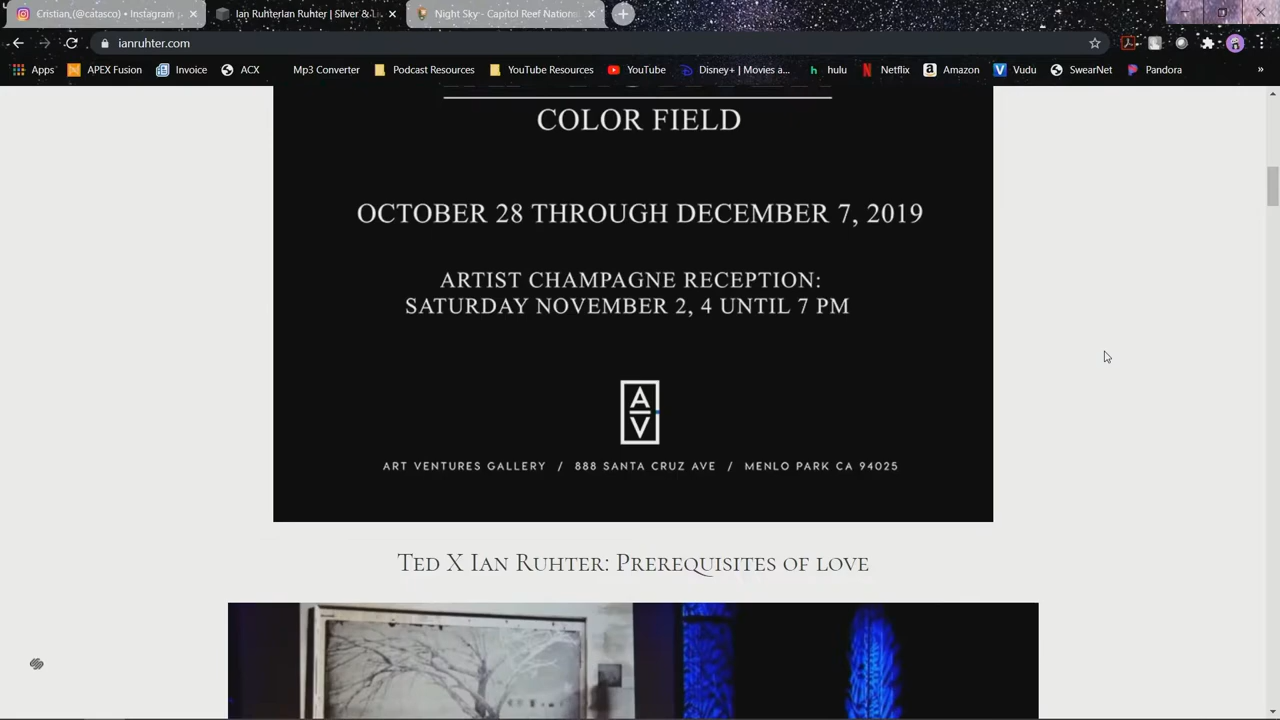 Cristian (@catasco) • Instagram p
Ian RuhterIan Ruhter | Silver & Li
Night Sky - Capitol Reef Nationa
ianruhter.com
Apps
APEX Fusion
Invoice
ACX
Mp3 Converter
Podcast Resources
YouTube Resources
YouTube
Disney+ | Movies a...
hulu
Netflix
Amazon
Vudu
SwearNet
Pandora
COLOR FIELD
OCTOBER 28 THROUGH DECEMBER 7, 2019
ARTIST CHAMPAGNE RECEPTION:
SATURDAY NOVEMBER 2, 4 UNTIL 7 PM
A
V
ART VENTURES GALLERY / 888 SANTA CRUZ AVE / MENLO PARK CA 94025
Ted X Ian Ruhter: Prerequisites of love